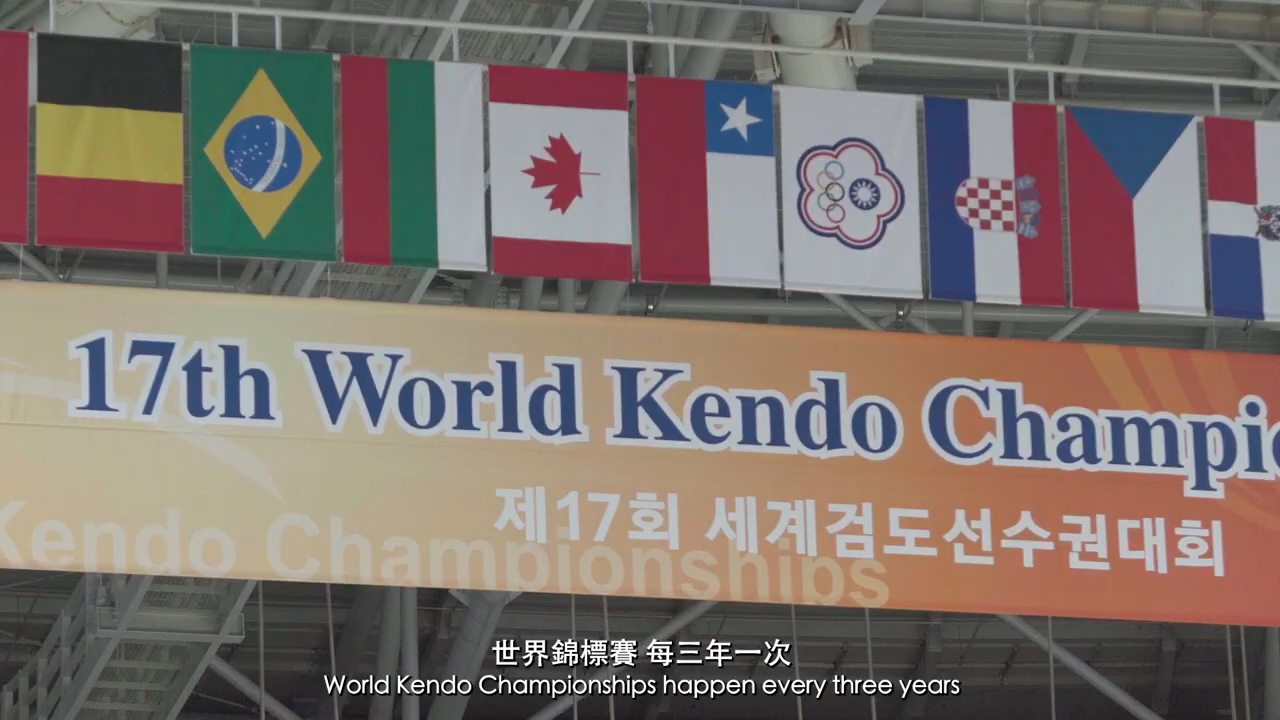 17th World Kendo Champio
제17회 세계검도선수권대회
Kendo Championships
世界錦標賽 每三年一次
World Kendo Championships happen every three years